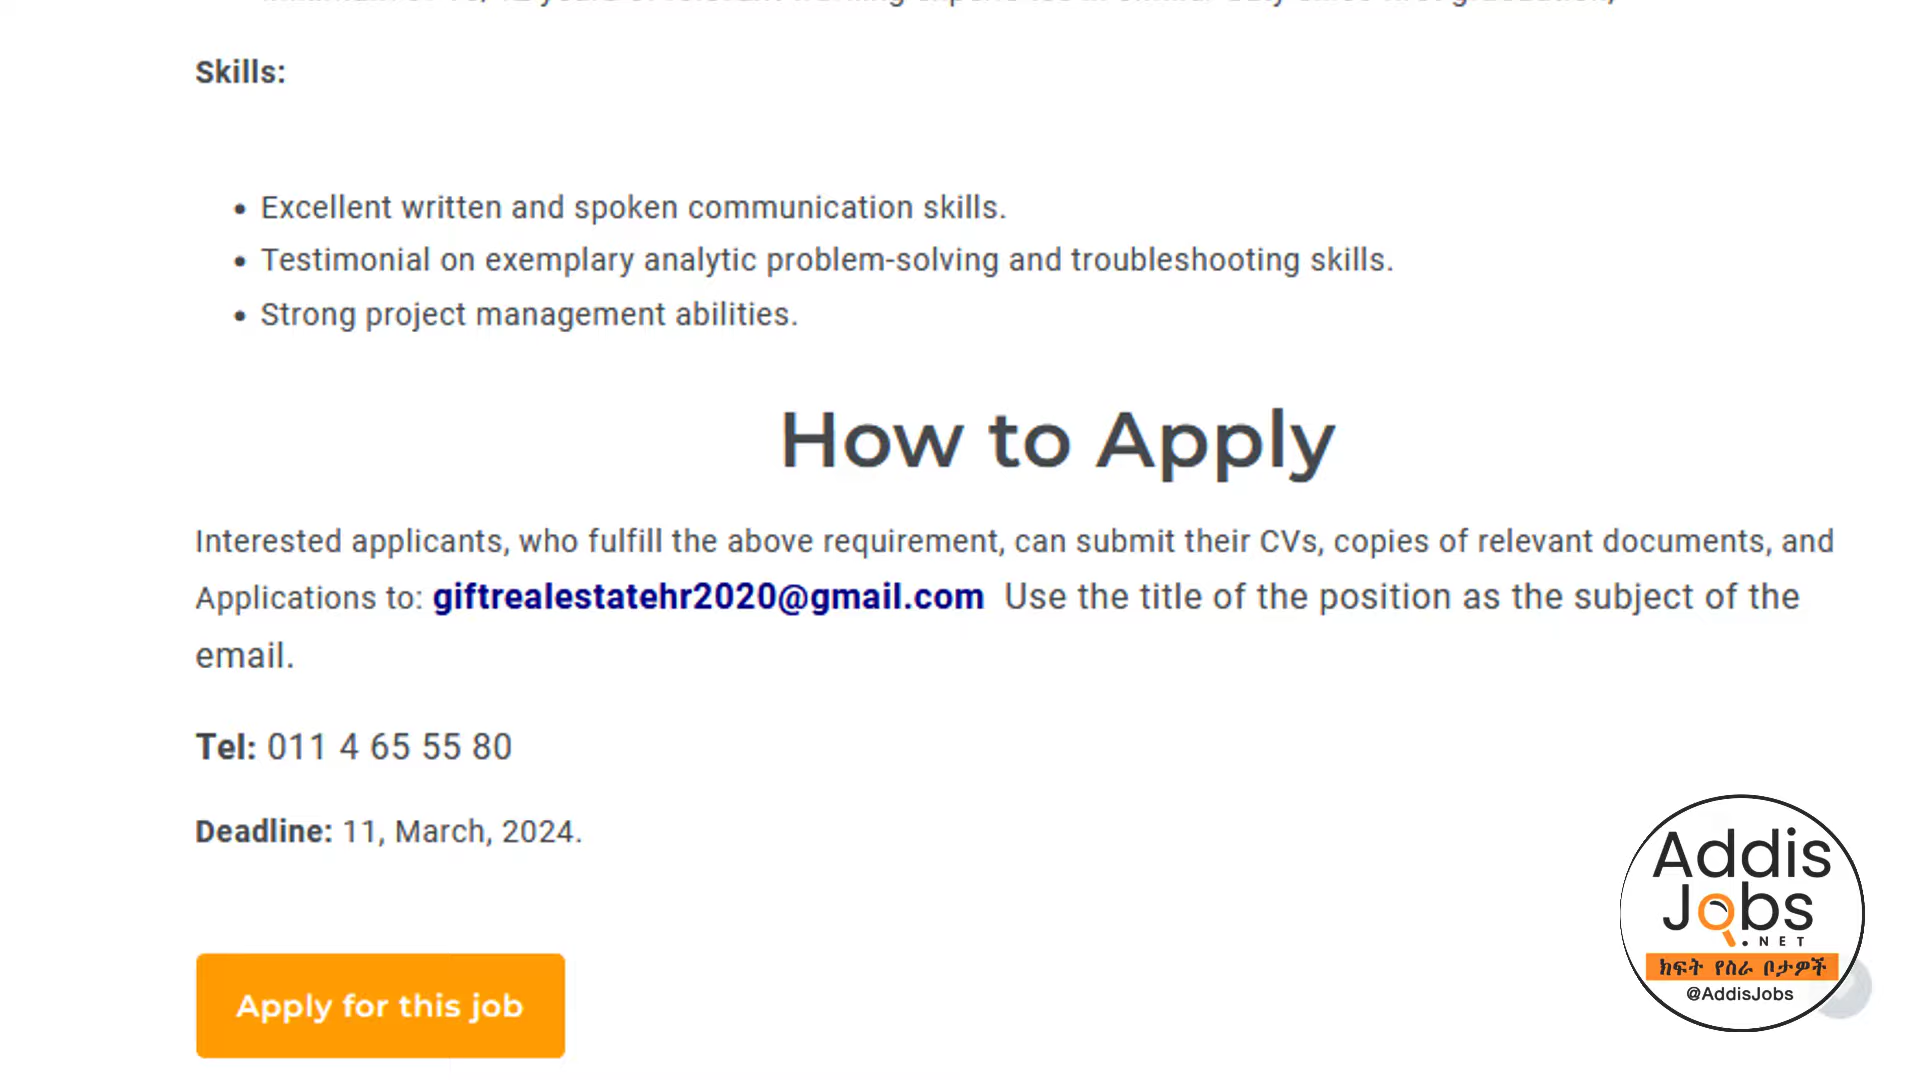 Skills:
Excellent written and spoken communication skills.
Testimonial on exemplary analytic problem-solving and troubleshooting skills.
Strong project management abilities.
How to Apply
Interested applicants, who fulfill the above requirement, can submit their CVs, copies of relevant documents, and
Applications to: giftrealestatehr2020@gmail.com Use the title of the position as the subject of the
email.
Tel: 011 4 65 55 80
Deadline: 11, March, 2024.
Apply for this job
Addis
Jobs
.NET
ክፍት የስራ ቦታዎች
@AddisJobs